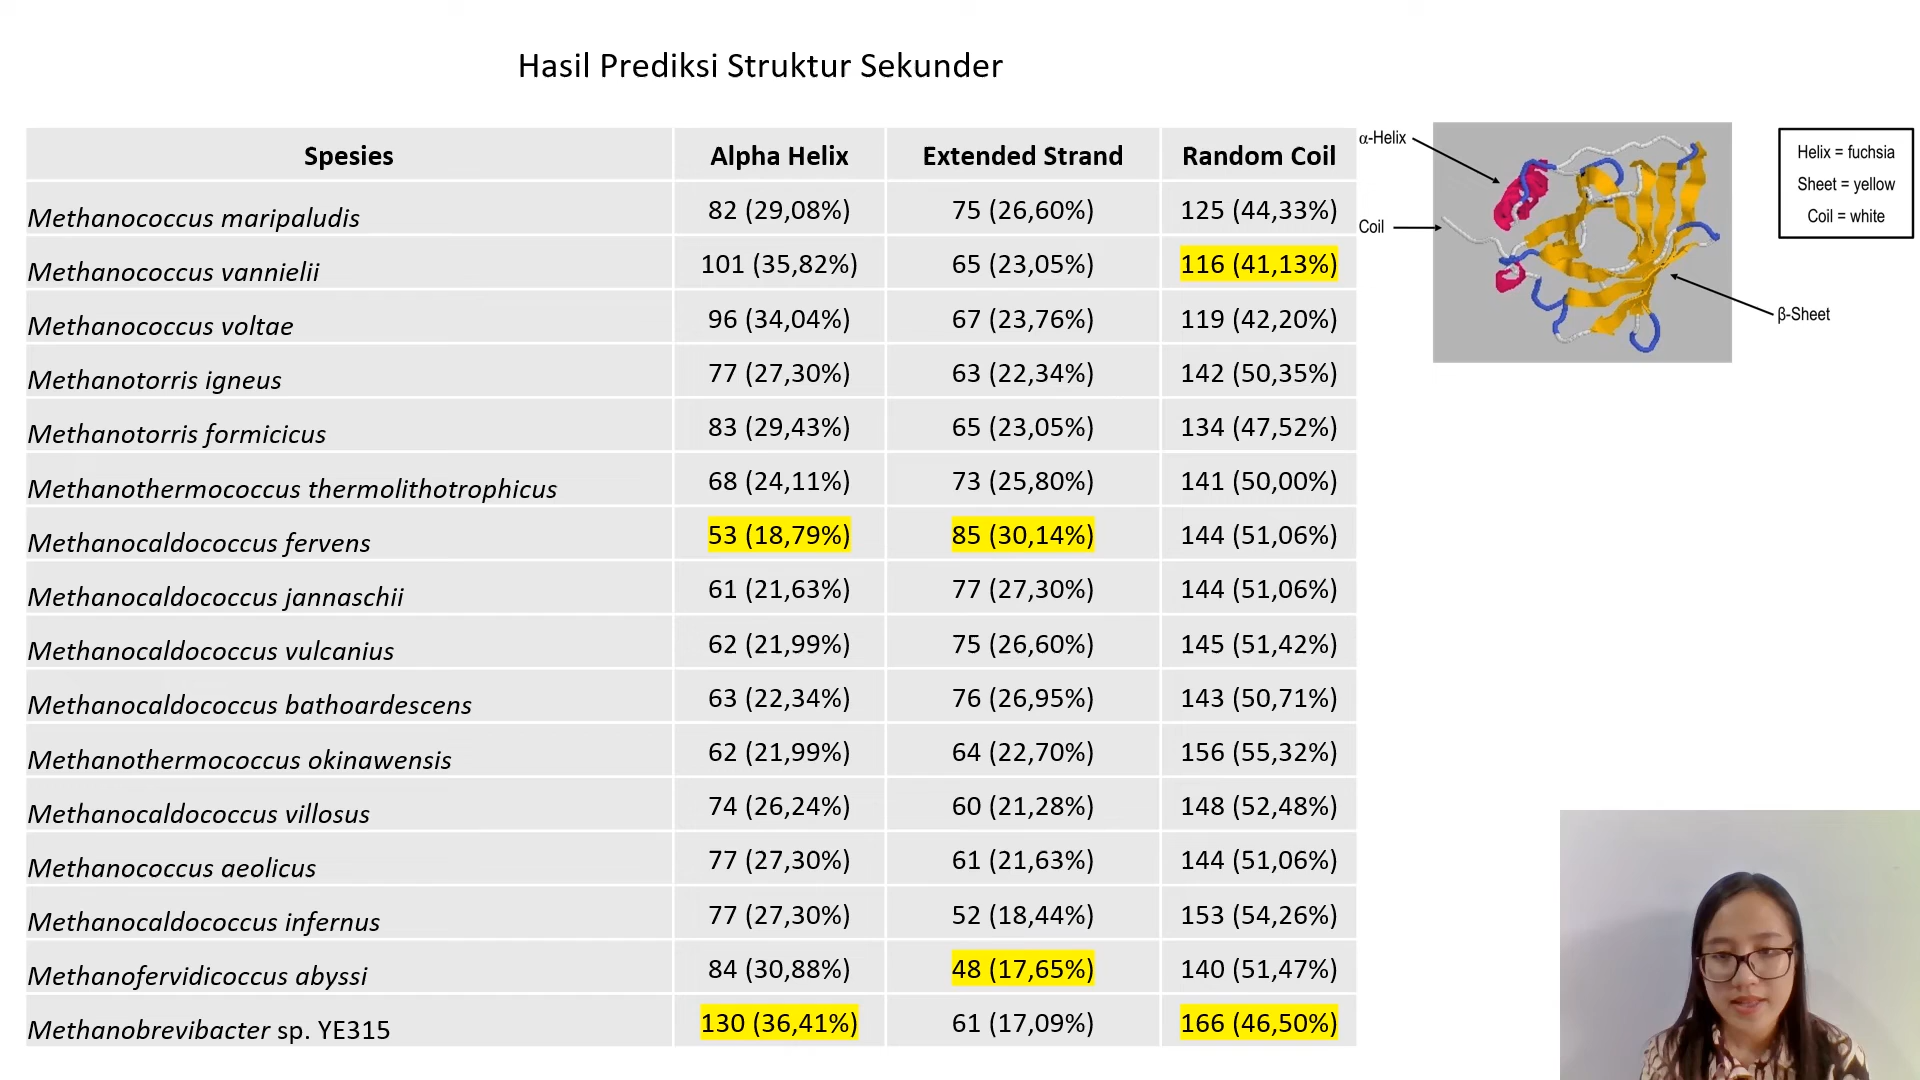 Hasil Prediksi Struktur Sekunder
Spesies Alpha Helix Extended Strand Random Coil
Methanococcus maripaludis 82 (29,08%) 75 (26,60%) 125 (44,33%)
Methanococcus vannielii 101 (35,82%) 65 (23,05%) 116 (41,13%)
Methanococcus voltae 96 (34,04%) 67 (23,76%) 119 (42,20%)
Methanotorris igneus 77 (27,30%) 63 (22,34%) 142 (50,35%)
Methanotorris formicicus 83 (29,43%) 65 (23,05%) 134 (47,52%)
Methanothermococcus thermolithotrophicus 68 (24,11%) 73 (25,80%) 141 (50,00%)
Methanocaldococcus fervens 53 (18,79%) 85 (30,14%) 144 (51,06%)
Methanocaldococcus jannaschii 61 (21,63%) 77 (27,30%) 144 (51,06%)
Methanocaldococcus vulcanius 62 (21,99%) 75 (26,60%) 145 (51,42%)
Methanocaldococcus bathoardescens 63 (22,34%) 76 (26,95%) 143 (50,71%)
Methanothermococcus okinawensis 62 (21,99%) 64 (22,70%) 156 (55,32%)
Methanocaldococcus villosus 74 (26,24%) 60 (21,28%) 148 (52,48%)
Methanococcus aeolicus 77 (27,30%) 61 (21,63%) 144 (51,06%)
Methanocaldococcus infernus 77 (27,30%) 52 (18,44%) 153 (54,26%)
Methanofervidicoccus abyssi 84 (30,88%) 48 (17,65%) 140 (51,47%)
Methanobrevibacter sp. YE315 130 (36,41%) 61 (17,09%) 166 (46,50%)
α-Helix
Coil
β-Sheet
Helix = fuchsia
Sheet = yellow
Coil = white